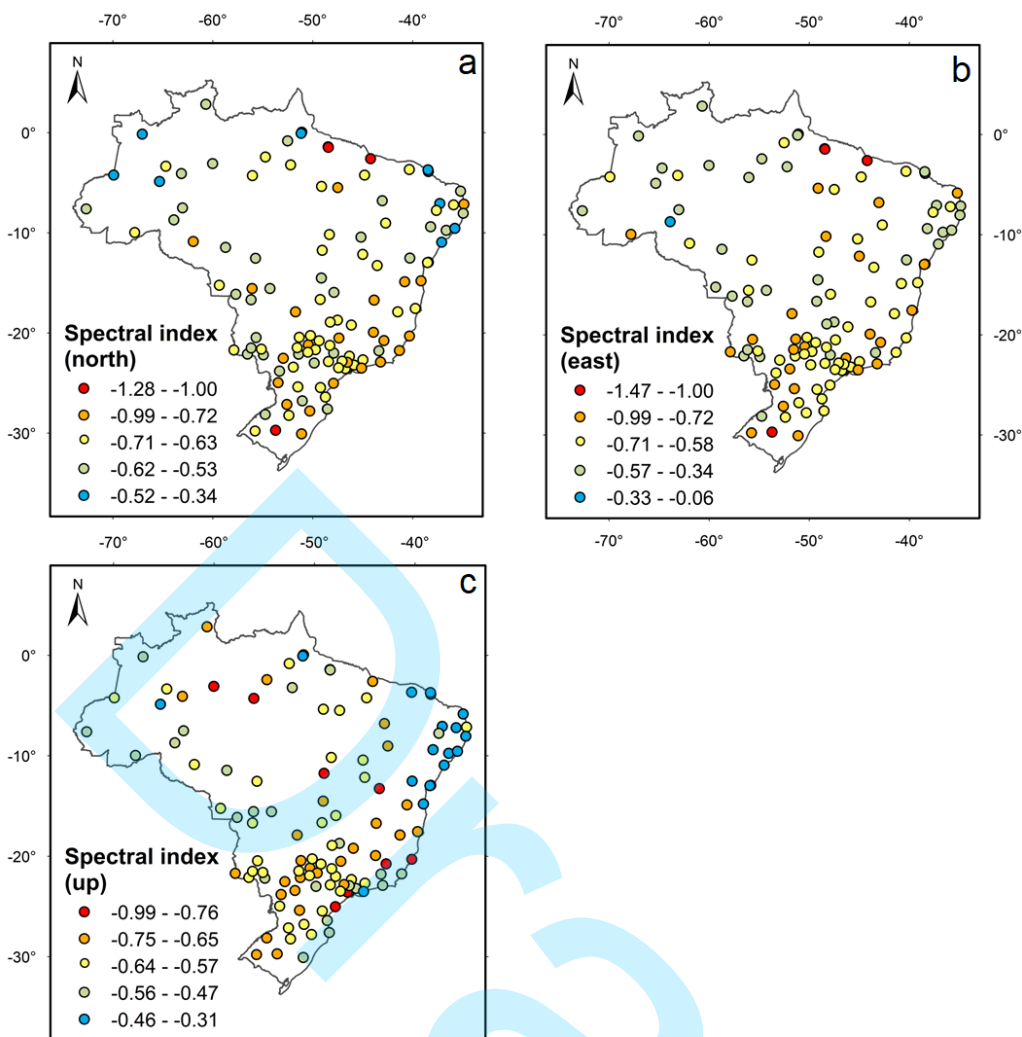 -70° -60° -50° -40°
-70° -60° -50° -40°
N
a
N
b
0°
-10°
-20°
-30°
0°
-10°
-20°
-30°
Spectral index
(north)
-1.28 - -1.00
-0.99 - -0.72
-0.71 - -0.63
-0.62 - -0.53
-0.52 - -0.34
Spectral index
(east)
-1.47 - -1.00
-0.99 - -0.72
-0.71 - -0.58
-0.57 - -0.34
-0.33 - -0.06
-70° -60° -50° -40°
-70° -60° -50° -40°
N
c
0°
-10°
-20°
-30°
Spectral index
(up)
-0.99 - -0.76
-0.75 - -0.65
-0.64 - -0.57
-0.56 - -0.47
-0.46 - -0.31